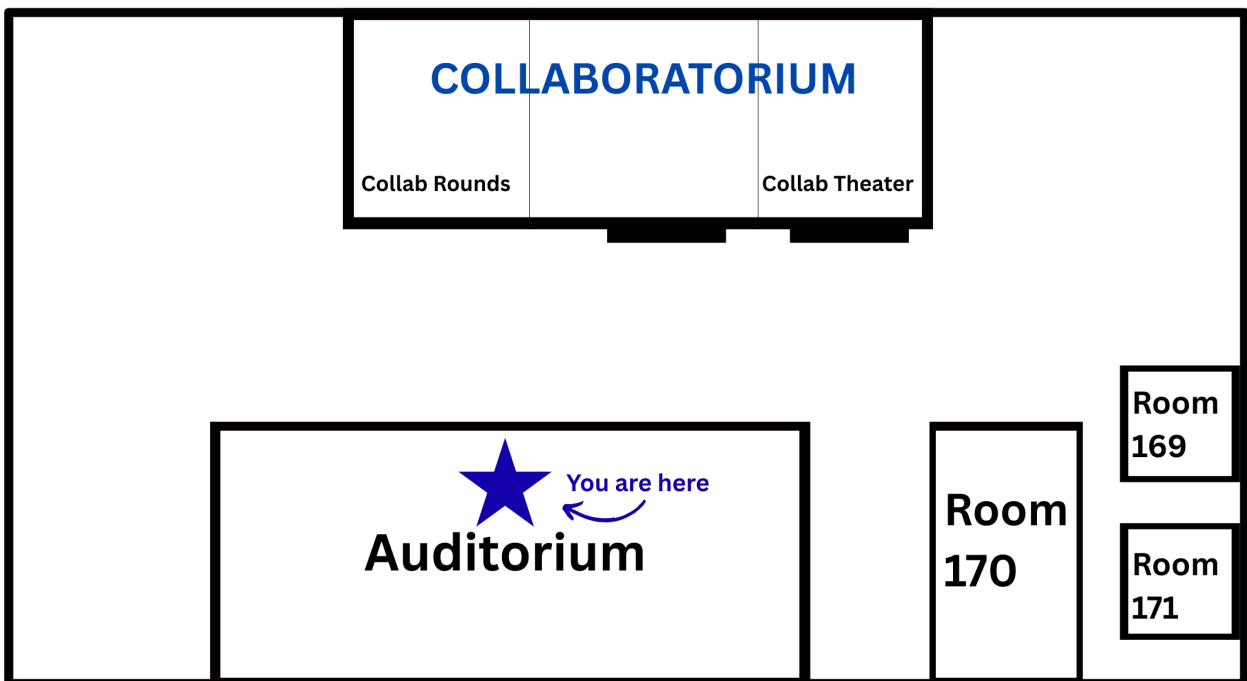 COLLABORATORIUM
Collab Rounds
Collab Theater
Room
169
You are here
Auditorium
Room
170
Room
171